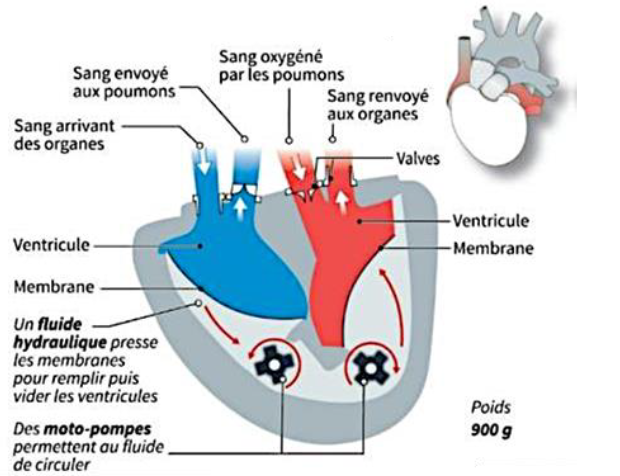 Sang oxygéné
par les poumons
Sang envoyé
aux poumons
Sang renvoyé
aux organes
Sang arrivant
des organes
Valves
Ventricule
Membrane
Ventricule
Membrane
Un fluide
hydraulique presse
les membranes
pour remplir puis
vider les ventricules
Des moto-pompes
permettent au fluide
de circuler
Poids
900 g